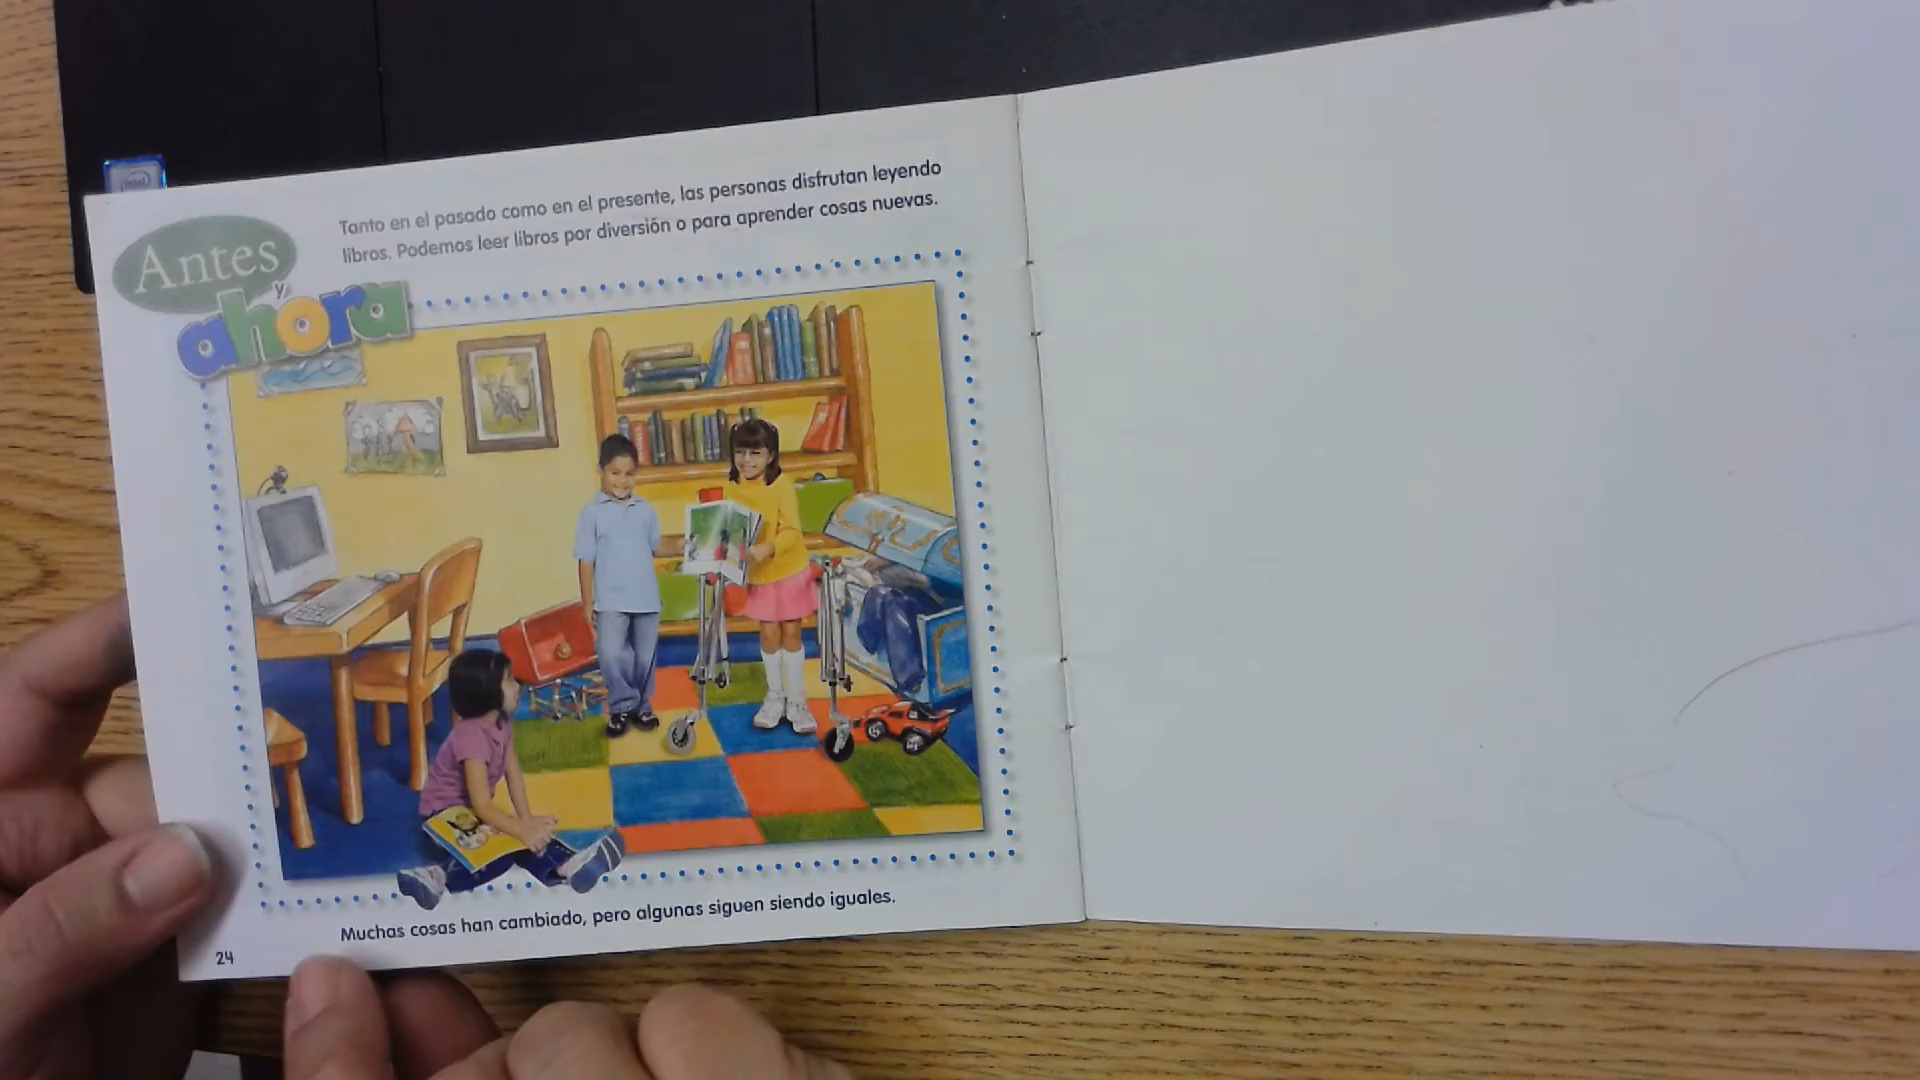 Antes
y
ahora
Tanto en el pasado como en el presente, las personas disfrutan leyendo
libros. Podemos leer libros por diversión o para aprender cosas nuevas.
Muchas cosas han cambiado, pero algunas siguen siendo iguales.
24
intel